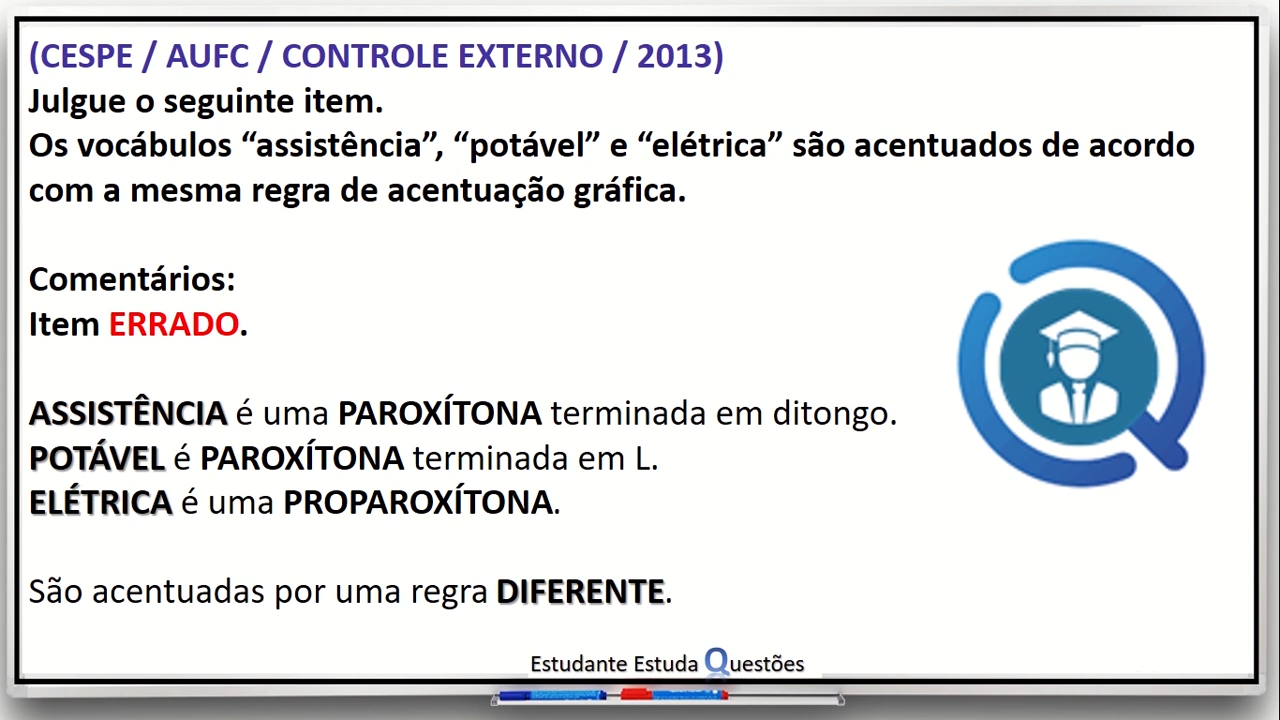 (CESPE / AUFC / CONTROLE EXTERNO / 2013)
Julgue o seguinte item.
Os vocábulos “assistência”, “potável” e “elétrica” são acentuados de acordo
com a mesma regra de acentuação gráfica.
Comentários:
Item ERRADO.
ASSISTÊNCIA é uma PAROXÍTONA terminada em ditongo.
POTÁVEL é PAROXÍTONA terminada em L.
ELÉTRICA é uma PROPAROXÍTONA.
São acentuadas por uma regra DIFERENTE.
Estudante Estuda Questões